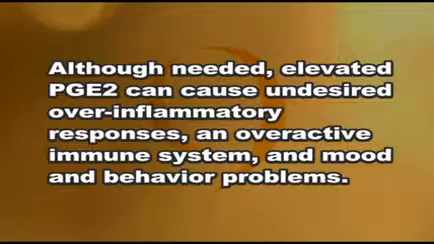 Although needed, elevated
PGE2 can cause undesired
over-inflammatory
responses, an overactive
immune system, and mood
and behavior problems.